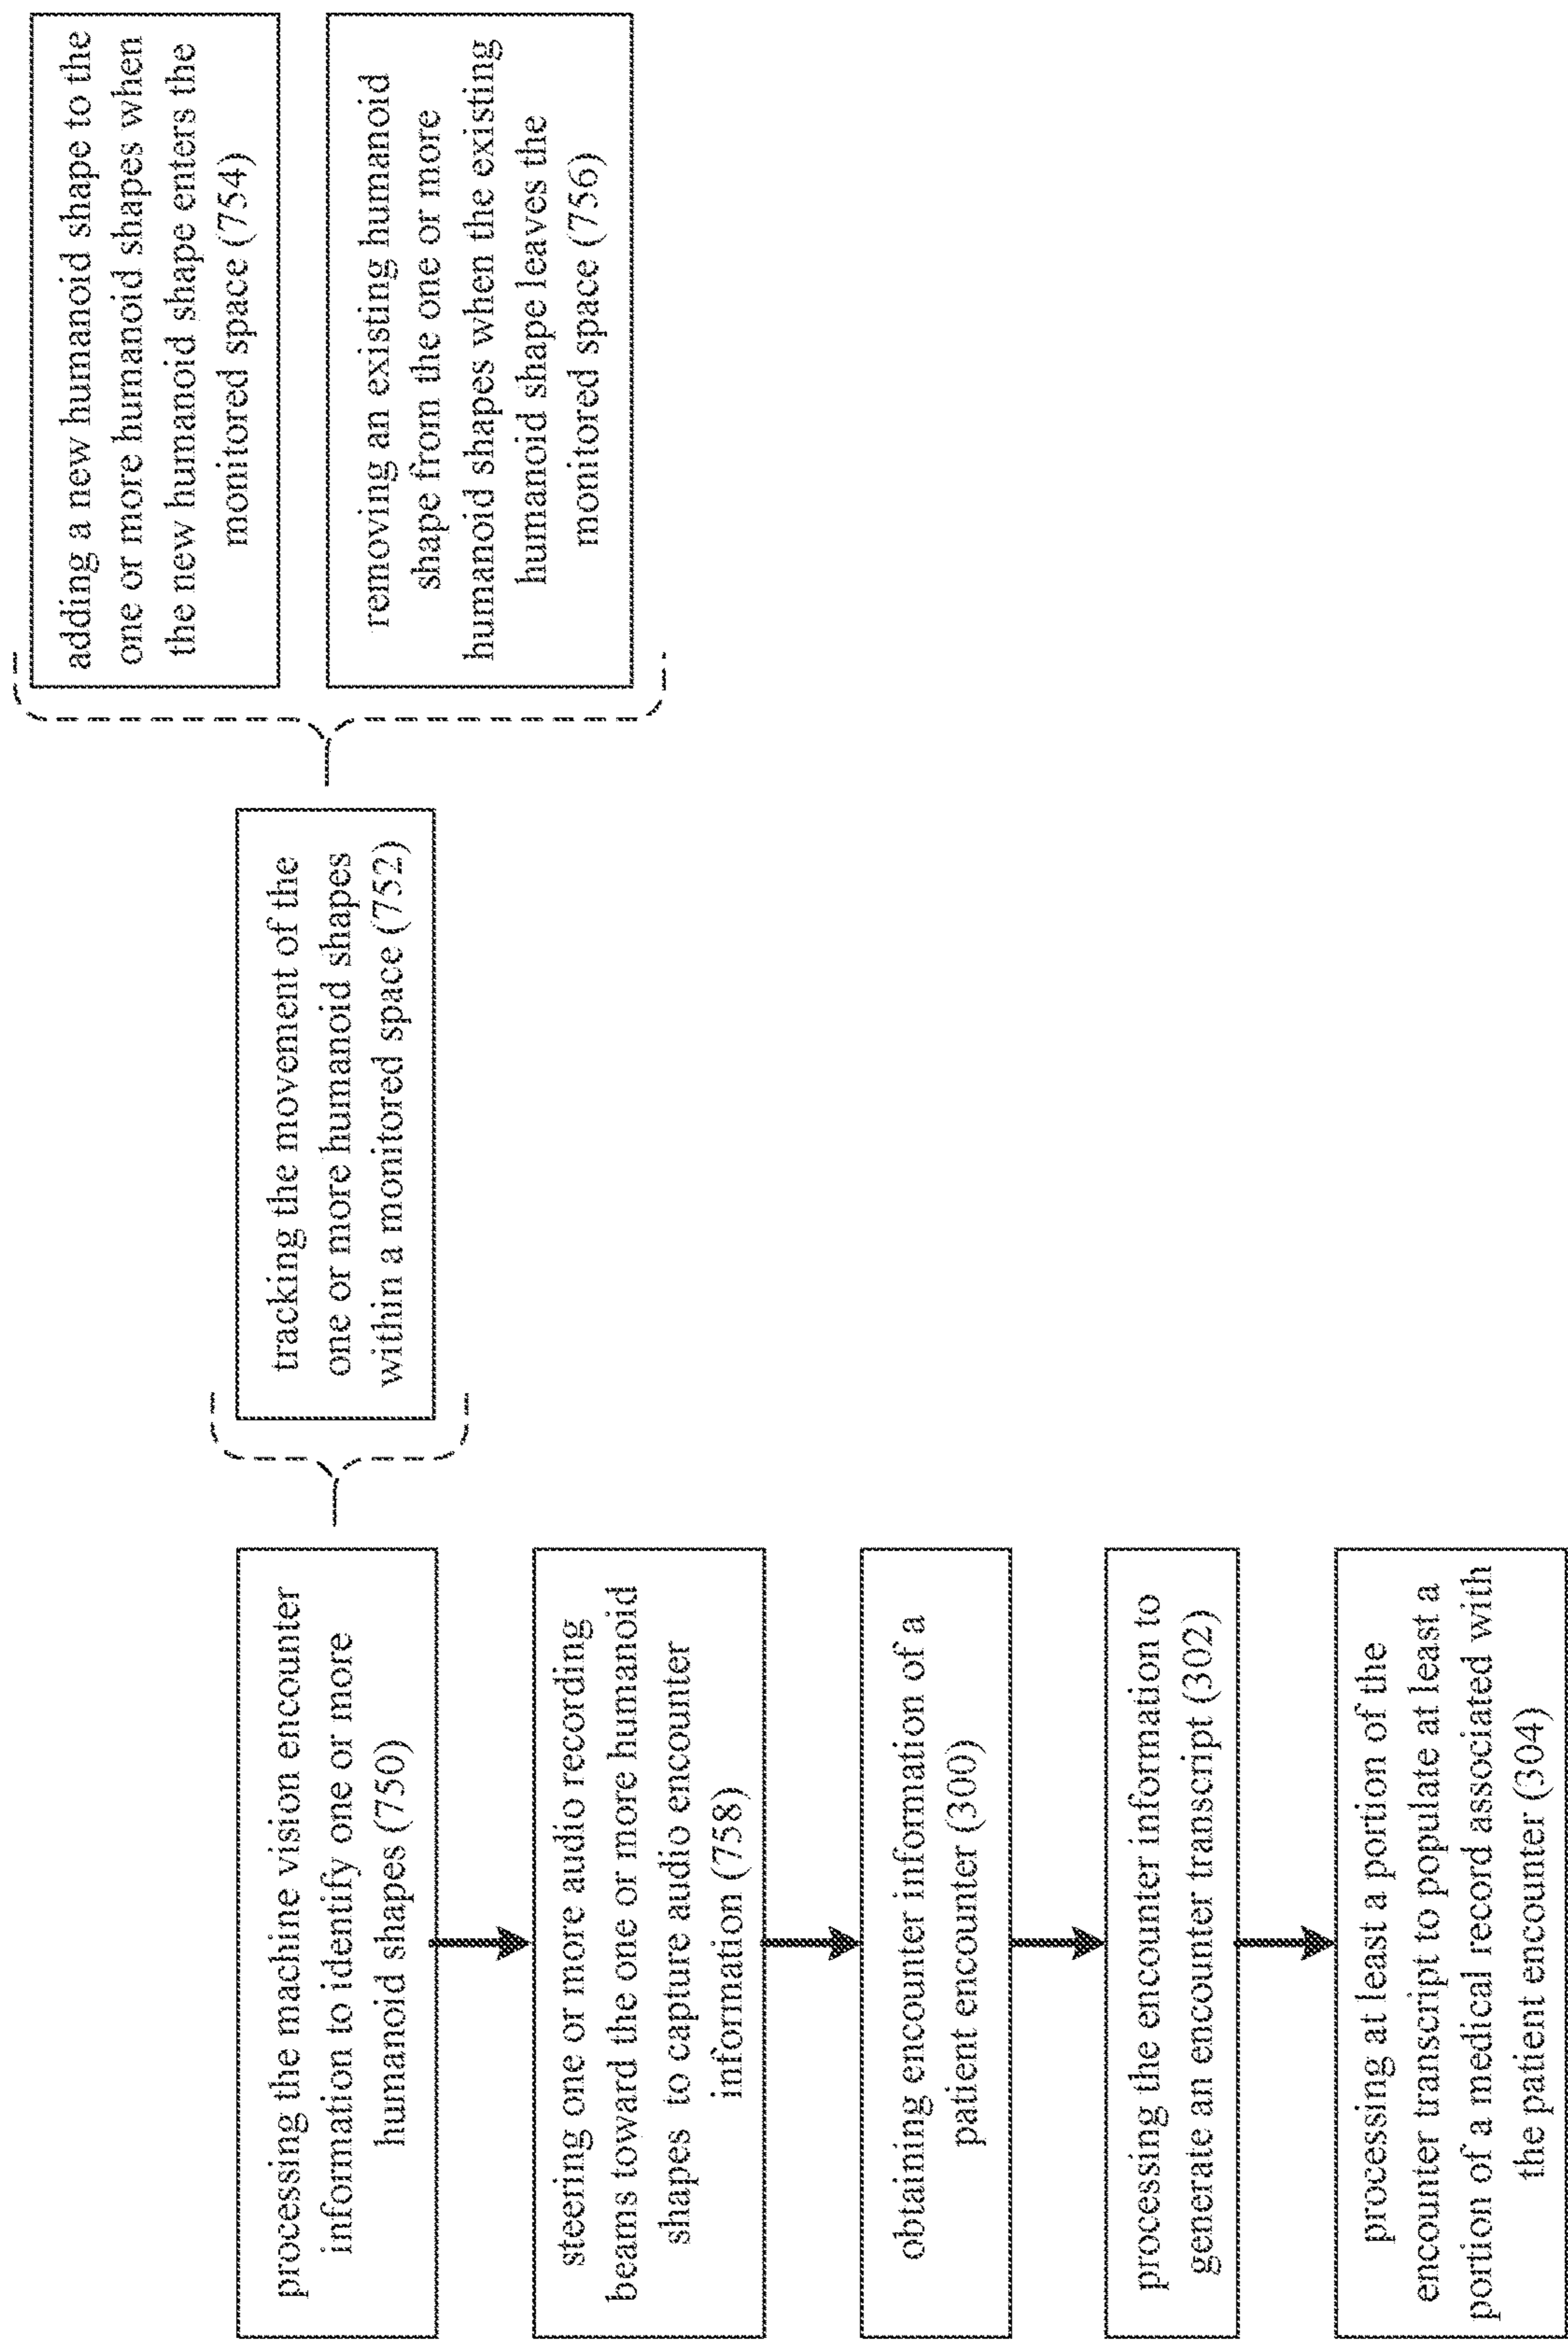 processing the machine vision encounter
information to identify one or more
humanoid shapes (750)
tracking the movement of the
one or more humanoid shapes
within a monitored space (752)
adding a new humanoid shape to the
one or more humanoid shapes when
the new humanoid shape enters the
monitored space (754)
removing an existing humanoid
shape from the one or more
humanoid shapes when the existing
humanoid shape leaves the
monitored space (756)
steering one or more audio recording
beams toward the one or more humanoid
shapes to capture audio encounter
information (758)
obtaining encounter information of a
patient encounter (300)
processing the encounter information to
generate an encounter transcript (302)
processing at least a portion of the
encounter transcript to populate at least a
portion of a medical record associated with
the patient encounter (304)